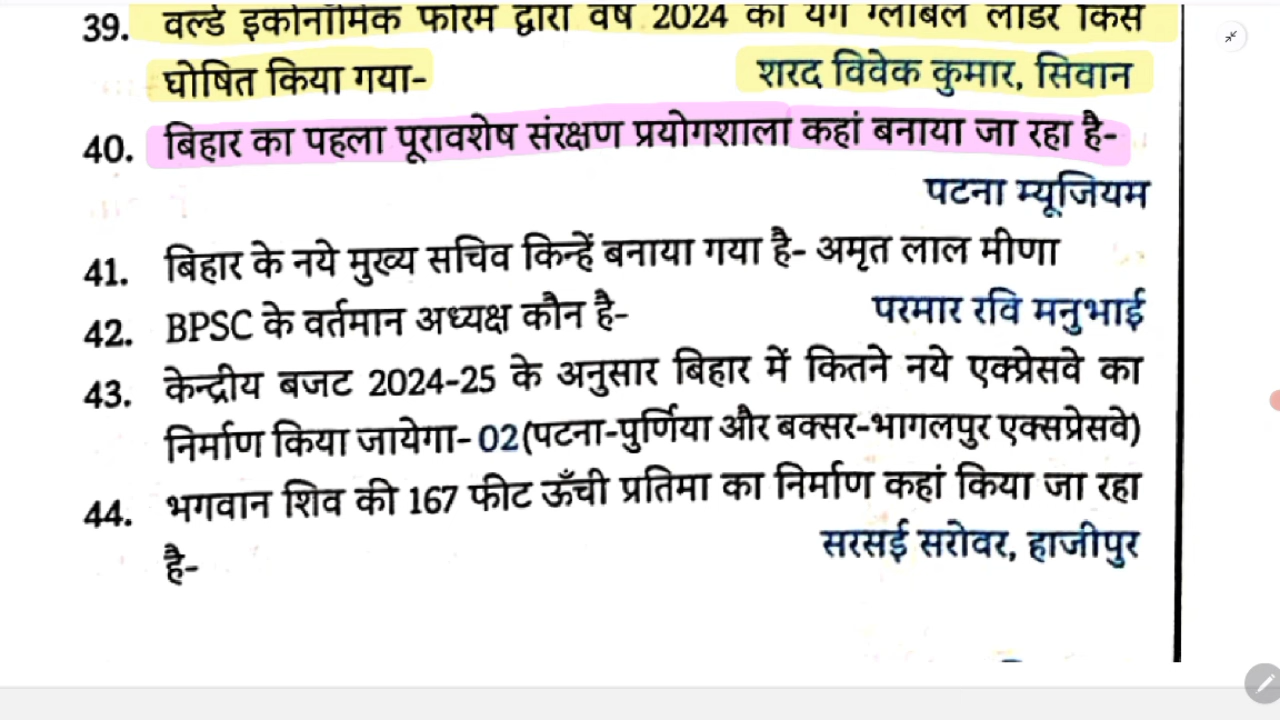 39. वर्ल्ड इकोनॉमिक फोरम द्वारा वर्ष 2024 का यंग ग्लोबल लीडर किसे
घोषित किया गया- शरद विवेक कुमार, सिवान
40. बिहार का पहला पूरावशेष संरक्षण प्रयोगशाला कहां बनाया जा रहा है-
पटना म्यूजियम
41. बिहार के नये मुख्य सचिव किन्हें बनाया गया है- अमृत लाल मीणा
42. BPSC के वर्तमान अध्यक्ष कौन है- परमार रवि मनुभाई
43. केन्द्रीय बजट 2024-25 के अनुसार बिहार में कितने नये एक्प्रेसवे का
निर्माण किया जायेगा- 02(पटना-पुर्णिया और बक्सर-भागलपुर एक्सप्रेसवे)
44. भगवान शिव की 167 फीट ऊँची प्रतिमा का निर्माण कहां किया जा रहा
है- सरसई सरोवर, हाजीपुर